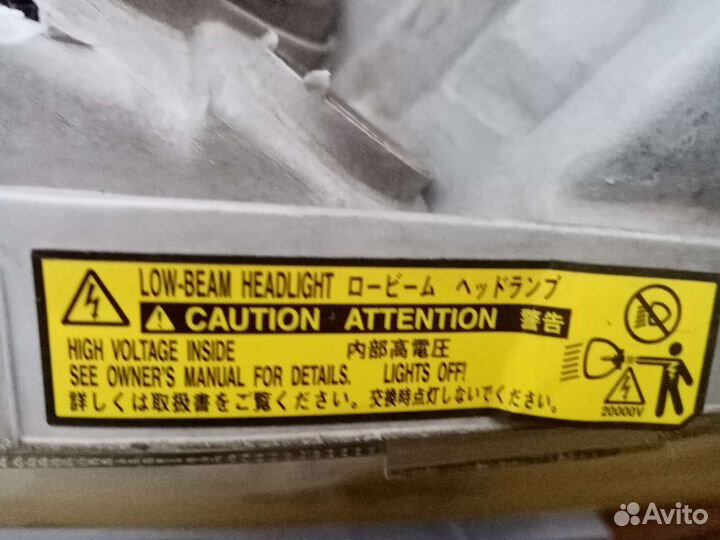 LOW-BEAM HEADLIGHT ロービーム ヘッドランプ
CAUTION ATTENTION 警告
HIGH VOLTAGE INSIDE 内部高電圧
SEE OWNER'S MANUAL FOR DETAILS. LIGHTS OFF!
詳しくは取扱書をご覧ください。交換時点灯しないでください。
20000V
Avito